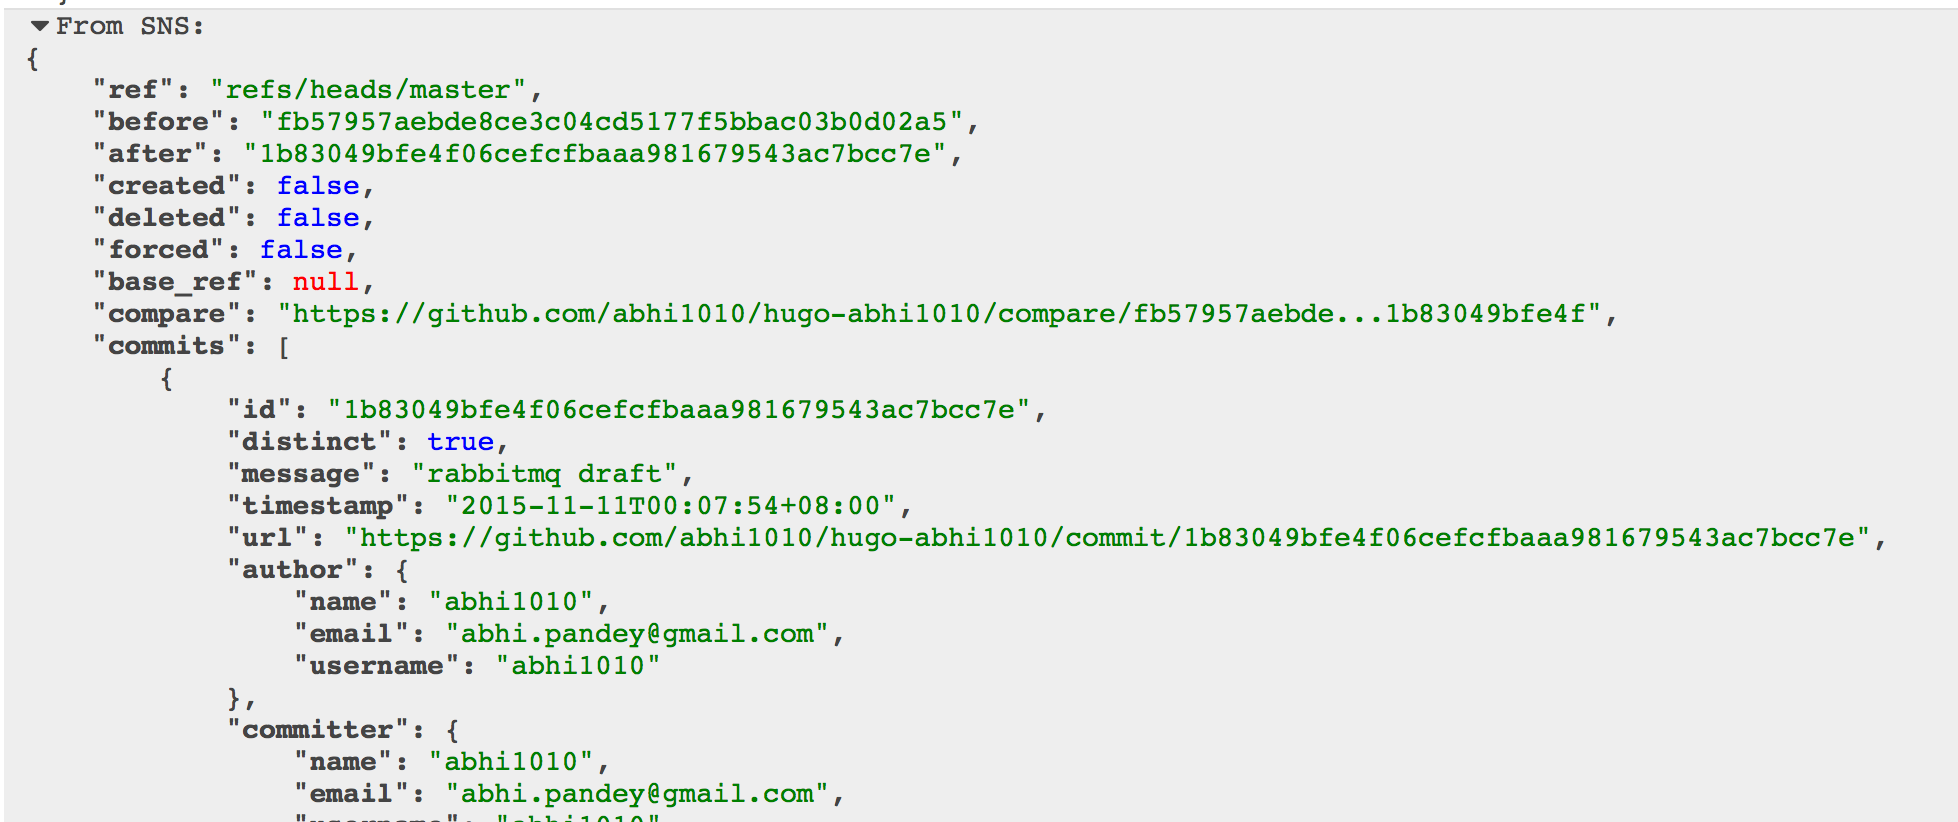 From SNS:
{
"ref": "refs/heads/master",
"before": "fb57957aebde8ce3c04cd5177f5bbac03b0d02a5",
"after": "1b83049bfe4f06cefcfbaaa981679543ac7bcc7e",
"created": false,
"deleted": false,
"forced": false,
"base_ref": null,
"compare": "https://github.com/abhi1010/hugo-abhi1010/compare/fb57957aebde...1b83049bfe4f",
"commits": [
{
"id": "1b83049bfe4f06cefcfbaaa981679543ac7bcc7e",
"distinct": true,
"message": "rabbitmq draft",
"timestamp": "2015-11-11T00:07:54+08:00",
"url": "https://github.com/abhi1010/hugo-abhi1010/commit/1b83049bfe4f06cefcfbaaa981679543ac7bcc7e",
"author": {
"name": "abhi1010",
"email": "abhi.pandey@gmail.com",
"username": "abhi1010"
},
"committer": {
"name": "abhi1010",
"email": "abhi.pandey@gmail.com",
"username": "abhi1010"